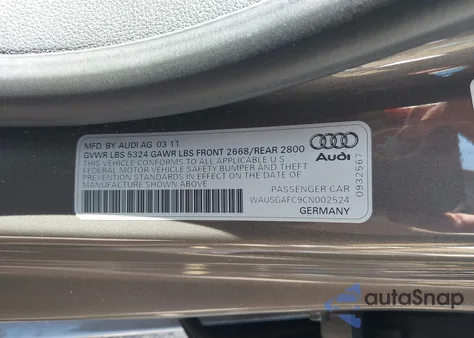 MFD. BY AUDI AG 03 11
GVWR LBS 5324 GAWR LBS FRONT 2668/REAR 2800
THIS VEHICLE CONFORMS TO ALL APPLICABLE U.S
FEDERAL MOTOR VEHICLE SAFETY BUMPER AND THEFT
PREVENTION STANDARDS IN EFFECT ON THE DATE OF
MANUFACTURE SHOWN ABOVE
PASSENGER CAR
WAUSGAFC9CN002524
GERMANY
Audi
0932567
autoSnap